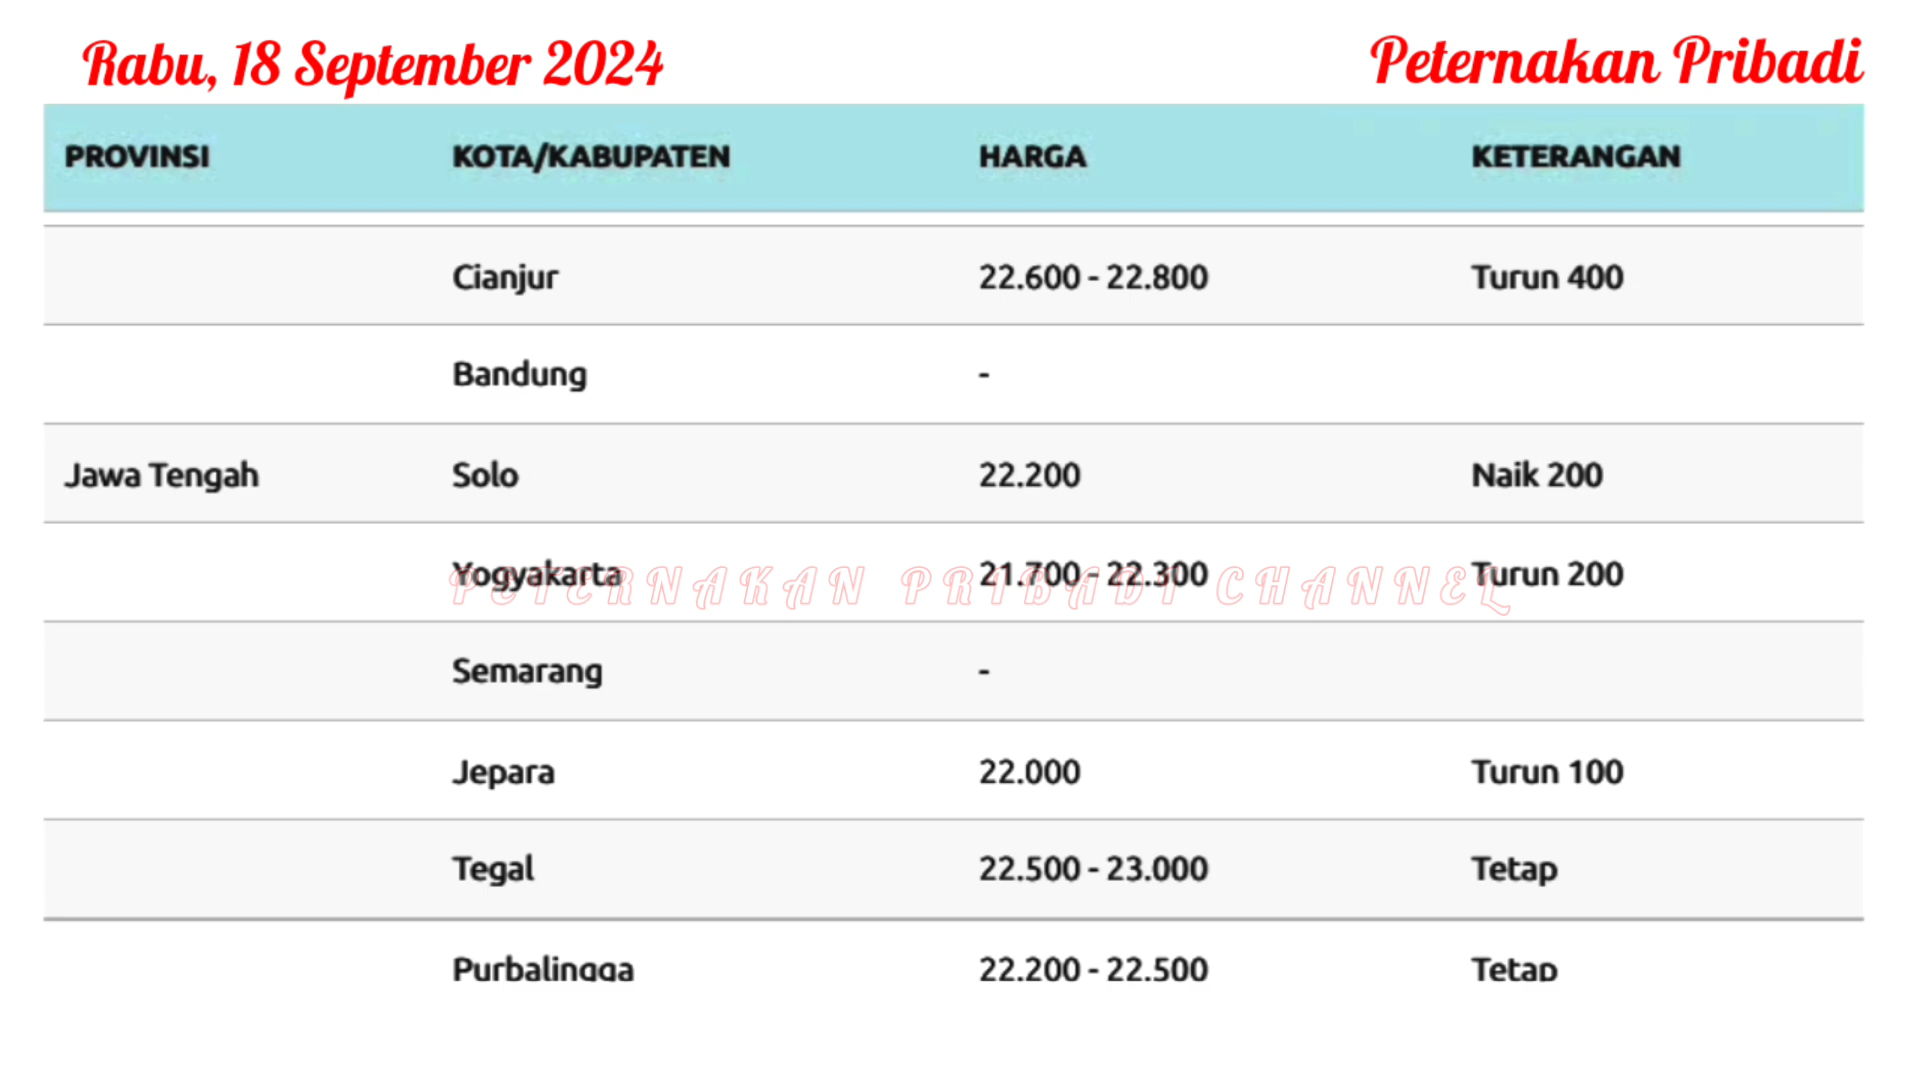 Rabu, 18 September 2024 Peternakan Pribadi
PROVINSI KOTA/KABUPATEN HARGA KETERANGAN
Cianjur 22.600 - 22.800 Turun 400
Bandung -
Jawa Tengah Solo 22.200 Naik 200
Yogyakarta 21.700 - 22.300 Turun 200
PETERNAKAN PRIBADI CHANNEL
Semarang -
Jepara 22.000 Turun 100
Tegal 22.500 - 23.000 Tetap
Purbalingga 22.200 - 22.500 Tetap